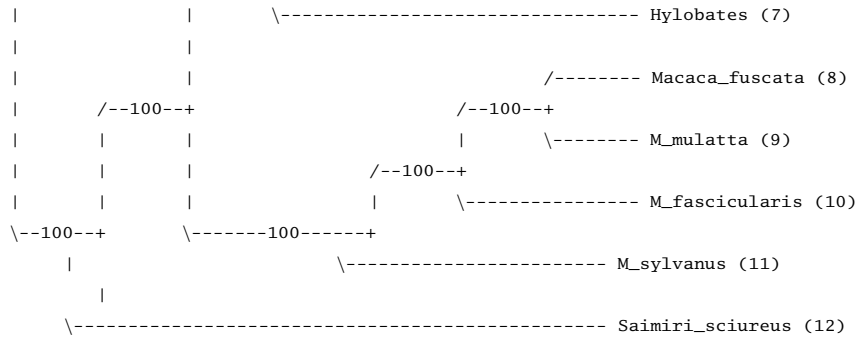 |                |       \--------------------------------- Hylobates (7)
|                |
|                |                                /-------- Macaca_fuscata (8)
|       /--100--+                        /--100--+
|       |       |                        |       \-------- M_mulatta (9)
|       |       |                /--100--+
|       |       |                |       \---------------- M_fascicularis (10)
\--100--+       \-------100------+
     |                        \------------------------ M_sylvanus (11)
        |
     \------------------------------------------------- Saimiri_sciureus (12)